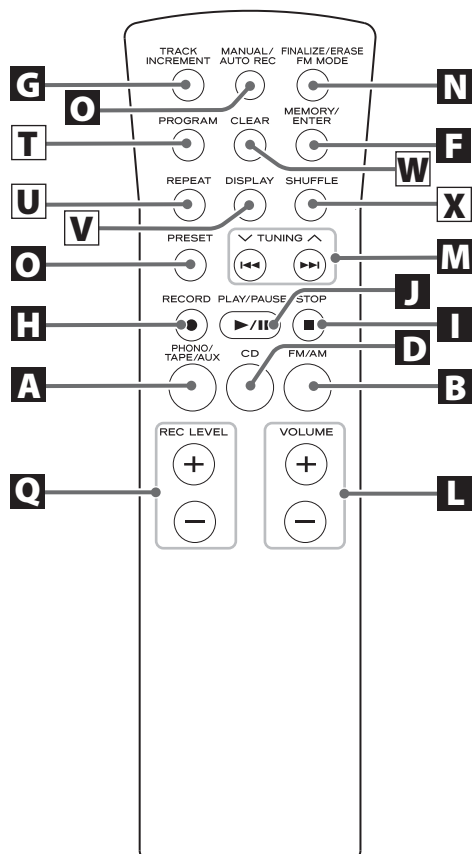 TRACK INCREMENT
MANUAL/ AUTO REC
FINALIZE/ERASE FM MODE
G
N
O
PROGRAM
CLEAR
MEMORY/ ENTER
T
F
W
REPEAT
DISPLAY
SHUFFLE
U
X
V
PRESET
TUNING
O
M
RECORD
PLAY/PAUSE
STOP
J
H
I
D
PHONO/ TAPE/AUX
CD
FM/AM
A
B
REC LEVEL
VOLUME
+
+
Q
L
−
−